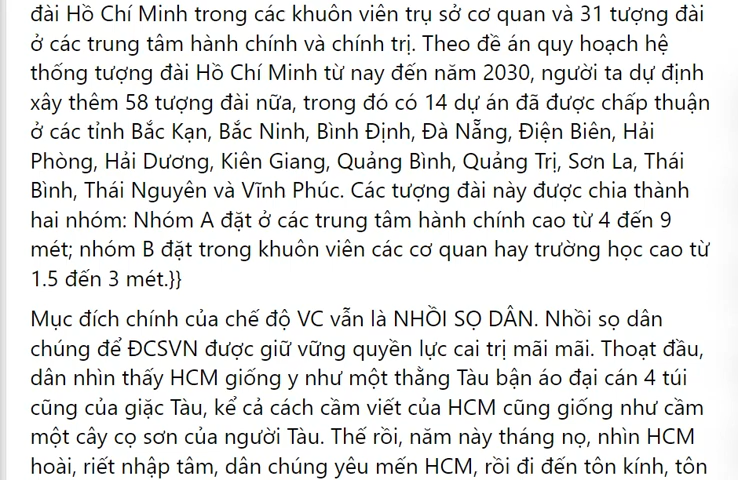 đài Hồ Chí Minh trong các khuôn viên trụ sở cơ quan và 31 tượng đài
ở các trung tâm hành chính và chính trị. Theo đề án quy hoạch hệ
thống tượng đài Hồ Chí Minh từ nay đến năm 2030, người ta dự định
xây thêm 58 tượng đài nữa, trong đó có 14 dự án đã được chấp thuận
ở các tỉnh Bắc Kạn, Bắc Ninh, Bình Định, Đà Nẵng, Điện Biên, Hải
Phòng, Hải Dương, Kiên Giang, Quảng Bình, Quảng Trị, Sơn La, Thái
Bình, Thái Nguyên và Vĩnh Phúc. Các tượng đài này được chia thành
hai nhóm: Nhóm A đặt ở các trung tâm hành chính cao từ 4 đến 9
mét; nhóm B đặt trong khuôn viên các cơ quan hay trường học cao từ
1.5 đến 3 mét.}}
Mục đích chính của chế độ VC vẫn là NHỒI SỌ DÂN. Nhồi sọ dân
chúng để ĐCSVN được giữ vững quyền lực cai trị mãi mãi. Thoạt đầu,
dân nhìn thấy HCM giống y như một thằng Tàu bận áo đại cán 4 túi
cũng của giặc Tàu, kể cả cách cầm viết của HCM cũng giống như cầm
một cây cọ sơn của người Tàu. Thế rồi, năm này tháng nọ, nhìn HCM
hoài, riết nhập tâm, dân chúng yêu mến HCM, rồi đi đến tôn kính, tôn